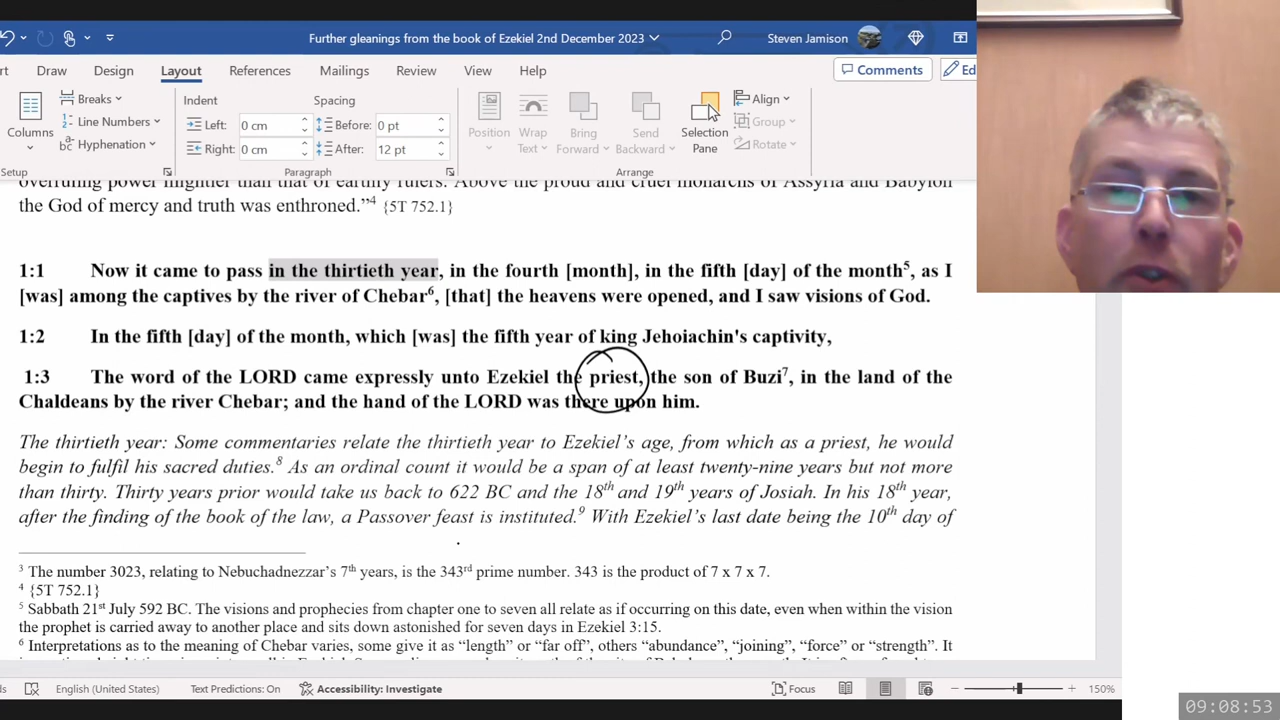 Further gleanings from the book of Ezekiel 2nd December 2023
Steven Jamison
Draw Design Layout References Mailings Review View Help
Comments
Breaks
Line Numbers
Hyphenation
Columns
Setup
Indent
Left: 0 cm
Right: 0 cm
Spacing
Before: 0 pt
After: 12 pt
Paragraph
Position
Wrap Text
Bring Forward
Send Backward
Selection Pane
Align
Group
Rotate
Arrange
overruling power mightier than that of earthly rulers. Above the proud and cruel monarchs of Assyria and Babylon
the God of mercy and truth was enthroned.”4 {5T 752.1}
1:1 Now it came to pass in the thirtieth year, in the fourth [month], in the fifth [day] of the month5, as I
[was] among the captives by the river of Chebar6, [that] the heavens were opened, and I saw visions of God.
1:2 In the fifth [day] of the month, which [was] the fifth year of king Jehoiachin's captivity,
1:3 The word of the LORD came expressly unto Ezekiel the priest, the son of Buzi7, in the land of the
Chaldeans by the river Chebar; and the hand of the LORD was there upon him.
The thirtieth year: Some commentaries relate the thirtieth year to Ezekiel’s age, from which as a priest, he would
begin to fulfil his sacred duties.8 As an ordinal count it would be a span of at least twenty-nine years but not more
than thirty. Thirty years prior would take us back to 622 BC and the 18th and 19th years of Josiah. In his 18th year,
after the finding of the book of the law, a Passover feast is instituted.9 With Ezekiel’s last date being the 10th day of
3 The number 3023, relating to Nebuchadnezzar’s 7th years, is the 343rd prime number. 343 is the product of 7 x 7 x 7.
4 {5T 752.1}
5 Sabbath 21st July 592 BC. The visions and prophecies from chapter one to seven all relate as if occurring on this date, even when within the vision
the prophet is carried away to another place and sits down astonished for seven days in Ezekiel 3:15.
6 Interpretations as to the meaning of Chebar varies, some give it as “length” or “far off”, others “abundance”, “joining”, “force” or “strength”. It
English (United States)
Text Predictions: On
Accessibility: Investigate
Focus
150%
09:08:53